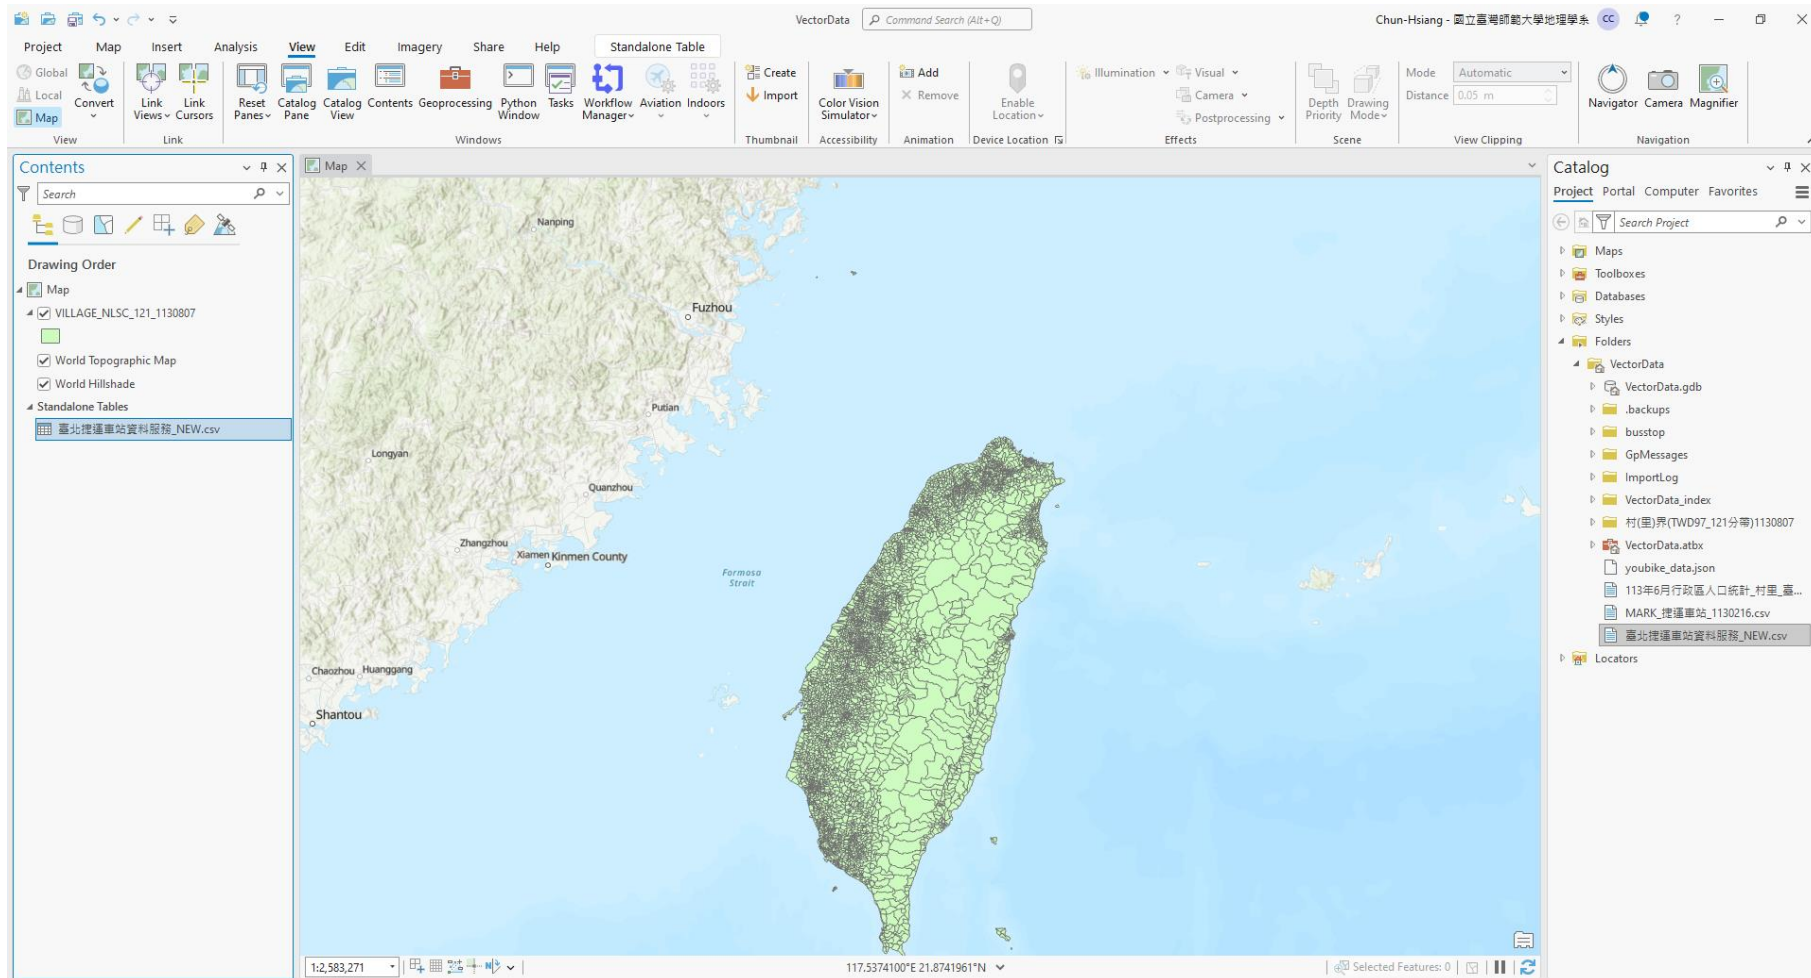 VectorData
Command Search (Alt+Q)
Chun-Hsiang - 國立臺灣師範大學地理學系
CC
?
Project Map Insert Analysis View Edit Imagery Share Help Standalone Table
Global
Local
Map
Convert
Link Views
Link Cursors
Reset Panes
Catalog Pane
Catalog View
Contents
Geoprocessing
Python Window
Tasks
Workflow Manager
Aviation
Indoors
Create
Import
Color Vision Simulator
Add
Remove
Enable Location
Illumination
Visual
Camera
Postprocessing
Depth Priority
Drawing Mode
Mode Automatic
Distance 0.05 m
Navigator
Camera
Magnifier
View Link Windows Thumbnail Accessibility Animation Device Location Effects Scene View Clipping Navigation
Contents
Search
Drawing Order
Map
VILLAGE_NLSC_121_1130807
World Topographic Map
World Hillshade
Standalone Tables
臺北捷運車站資料服務_NEW.csv
Map
Nanping
Fuzhou
Putian
Longyan
Quanzhou
Zhangzhou
Xiamen
Kinmen County
Formosa
Strait
Chaozhou
Huanggang
Shantou
1:2,583,271
117.5374100°E 21.8741961°N
Selected Features: 0
Catalog
Project Portal Computer Favorites
Search Project
Maps
Toolboxes
Databases
Styles
Folders
VectorData
VectorData.gdb
.backups
busstop
GpMessages
ImportLog
VectorData_index
村(里)界(TWD97_121分帶)1130807
VectorData.atbx
youbike_data.json
113年6月行政區人口統計_村里_臺...
MARK_捷運車站_1130216.csv
臺北捷運車站資料服務_NEW.csv
Locators